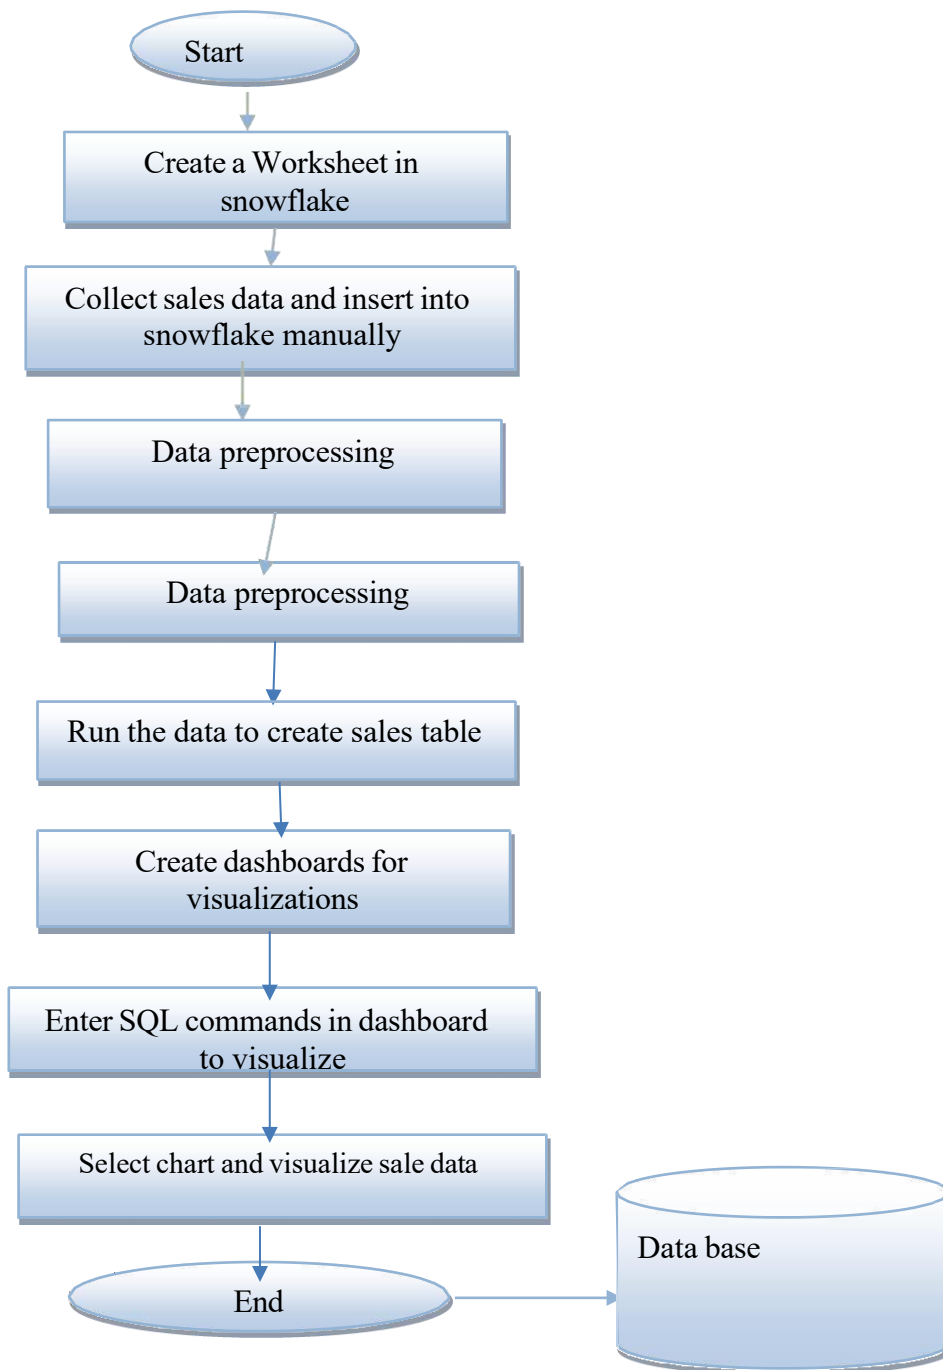 Start
Create a Worksheet in
snowflake
Collect sales data and insert into
snowflake manually
Data preprocessing
Data preprocessing
Run the data to create sales table
Create dashboards for
visualizations
Enter SQL commands in dashboard
to visualize
Select chart and visualize sale data
Data base
End